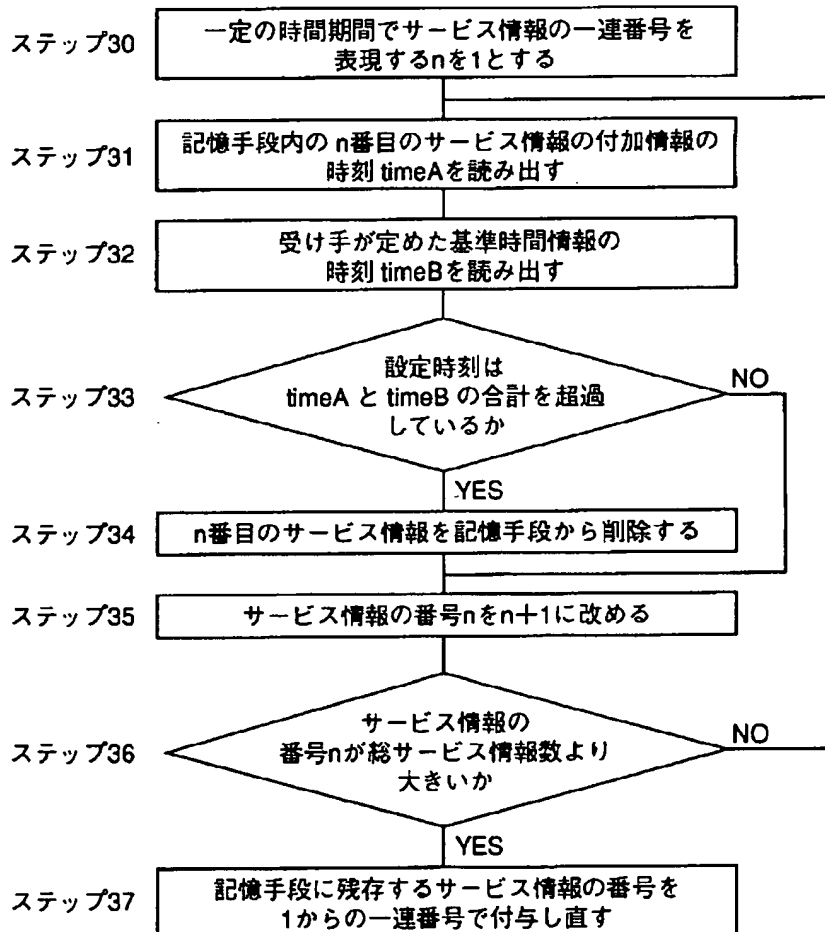 ステップ30
一定の時間期間でサービス情報の一連番号を
表現するnを1とする
ステップ31
記憶手段内の n番目のサービス情報の付加情報の
時刻 timeAを読み出す
ステップ32
受け手が定めた基準時間情報の
時刻 timeBを読み出す
ステップ33
設定時刻は
timeA と timeB の合計を超過
しているか
NO
YES
ステップ34
n番目のサービス情報を記憶手段から削除する
ステップ35
サービス情報の番号nをn＋1に改める
ステップ36
サービス情報の
番号nが総サービス情報数より
大きいか
NO
YES
ステップ37
記憶手段に残存するサービス情報の番号を
1からの一連番号で付与し直す